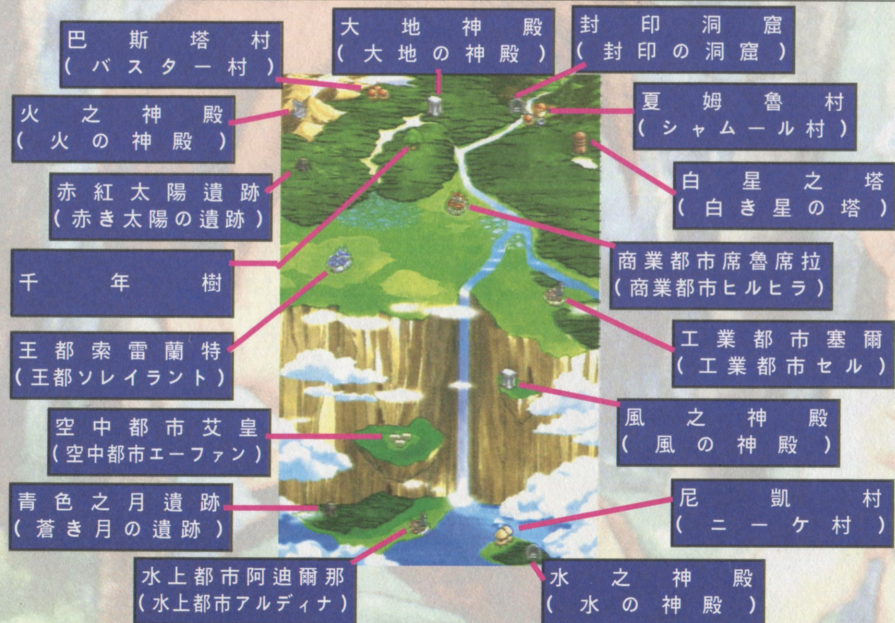 巴斯塔村
(バスター村)
大地神殿
(大地の神殿)
封印洞窟
(封印の洞窟)
火之神殿
(火の神殿)
夏姆魯村
(シャムール村)
赤紅太陽遺跡
(赤き太陽の遺跡)
白星之塔
(白き星の塔)
千年樹
商業都市席魯席拉
(商業都市ヒルヒラ)
王都索雷蘭特
(王都ソレイラント)
工業都市塞爾
(工業都市セル)
空中都市艾皇
(空中都市エーファン)
風之神殿
(風の神殿)
青色之月遺跡
(蒼き月の遺跡)
尼凱村
(ニーケ村)
水上都市阿迪爾那
(水上都市アルディナ)
水之神殿
(水の神殿)